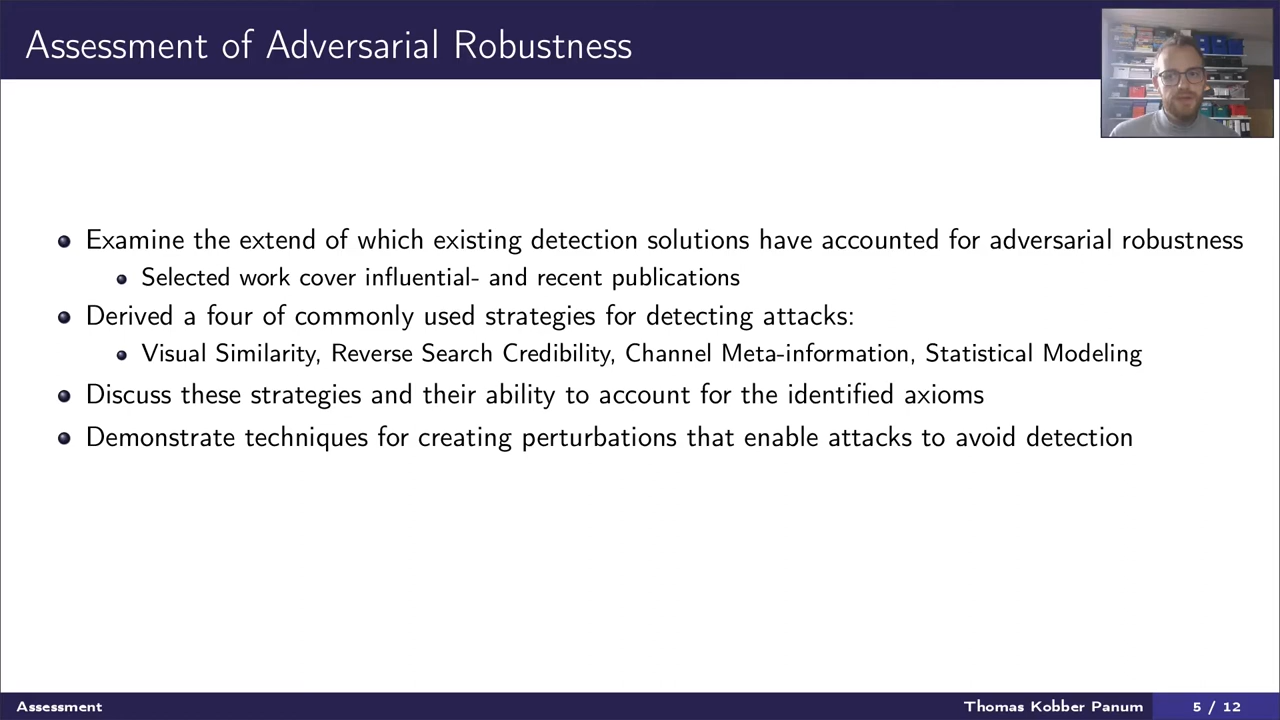 Assessment of Adversarial Robustness
Examine the extend of which existing detection solutions have accounted for adversarial robustness
Selected work cover influential- and recent publications
Derived a four of commonly used strategies for detecting attacks:
Visual Similarity, Reverse Search Credibility, Channel Meta-information, Statistical Modeling
Discuss these strategies and their ability to account for the identified axioms
Demonstrate techniques for creating perturbations that enable attacks to avoid detection
Assessment
Thomas Kobber Panum
5 / 12